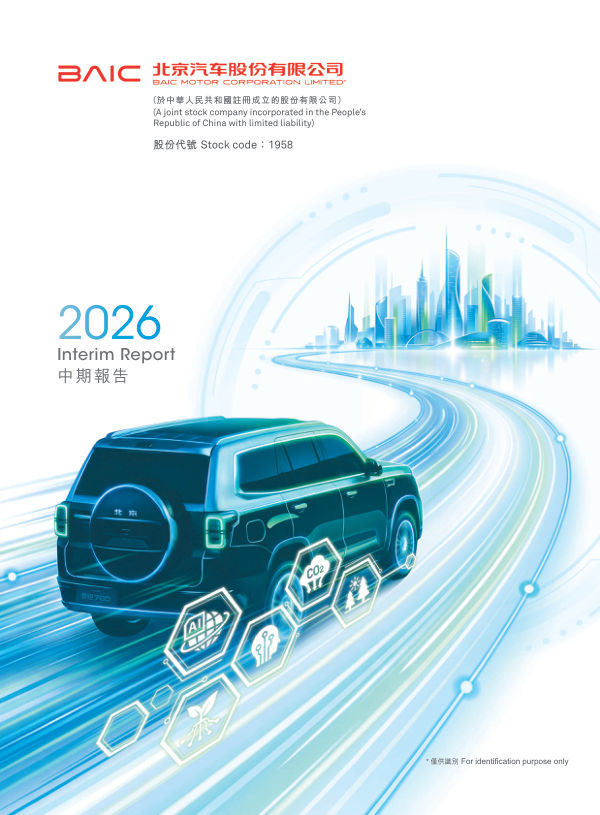 BAIC 北京汽车股份有限公司
BAIC MOTOR CORPORATION LIMITED*
(於中華人民共和國註冊成立的股份有限公司)
(A joint stock company incorporated in the People's
Republic of China with limited liability)
股份代號 Stock code：1958
2026
Interim Report
中期報告
北京
CO2
AI
* 僅供識別 For identification purpose only